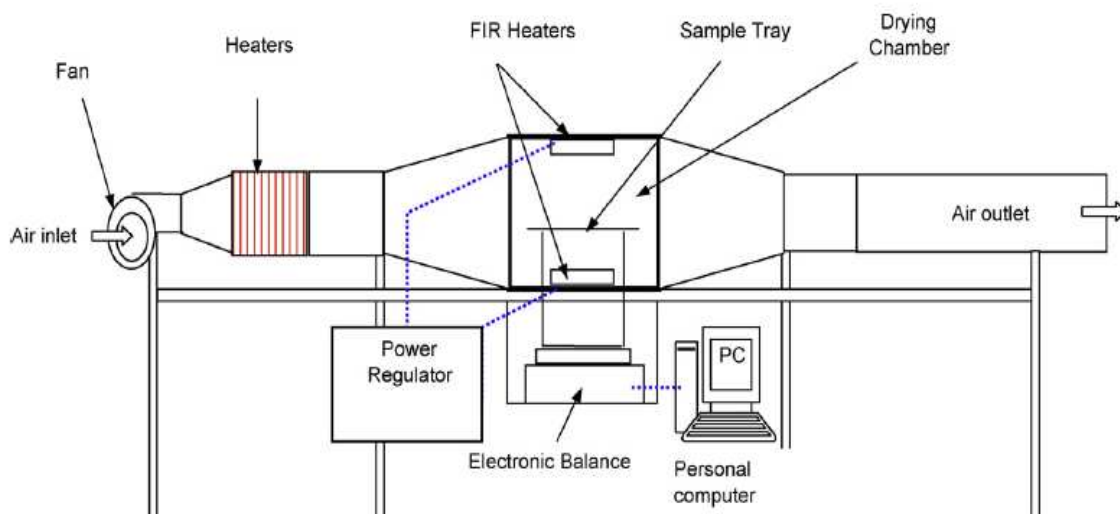 Heaters
FIR Heaters
Sample Tray
Drying
Chamber
Fan
Air inlet
Air outlet
Power
Regulator
PC
Electronic Balance
Personal
computer